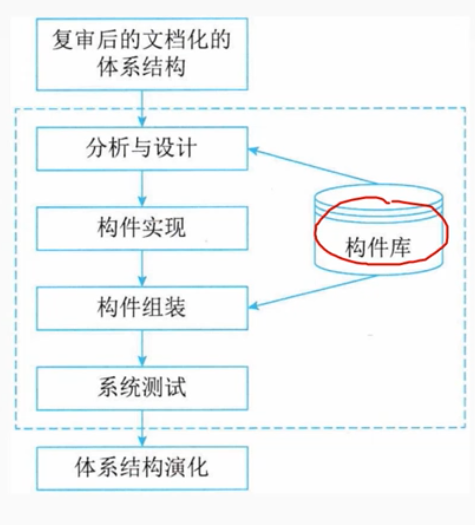 复审后的文档化的
体系结构
分析与设计
构件实现
构件库
构件组装
系统测试
体系结构演化